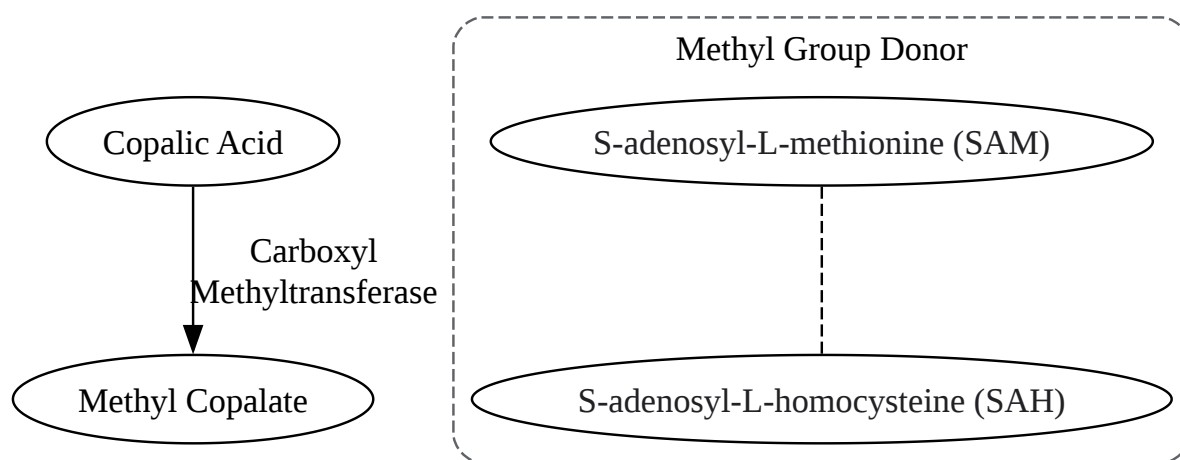 Methyl Group Donor
Copalic Acid
S-adenosyl-L-methionine (SAM)
Carboxyl
Methyltransferase
Methyl Copalate
S-adenosyl-L-homocysteine (SAH)